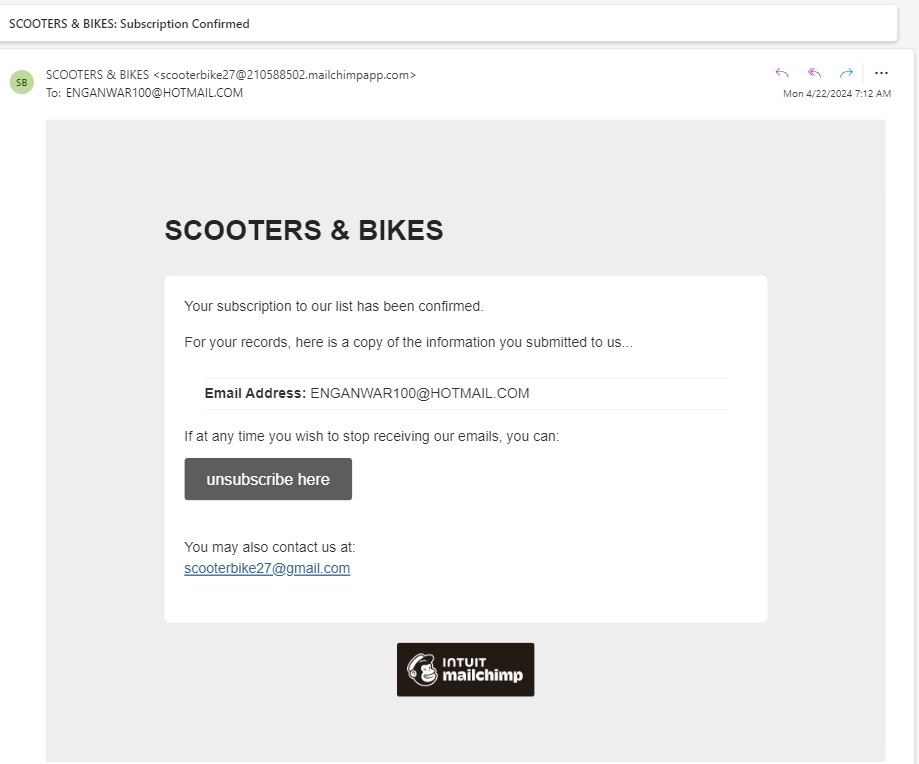 SCOOTERS & BIKES: Subscription Confirmed
SB
SCOOTERS & BIKES <scooterbike27@210588502.mailchimpapp.com>
To: ENGANWAR100@HOTMAIL.COM
Mon 4/22/2024 7:12 AM
SCOOTERS & BIKES
Your subscription to our list has been confirmed.
For your records, here is a copy of the information you submitted to us...
Email Address: ENGANWAR100@HOTMAIL.COM
If at any time you wish to stop receiving our emails, you can:
unsubscribe here
You may also contact us at:
scooterbike27@gmail.com
INTUIT
mailchimp